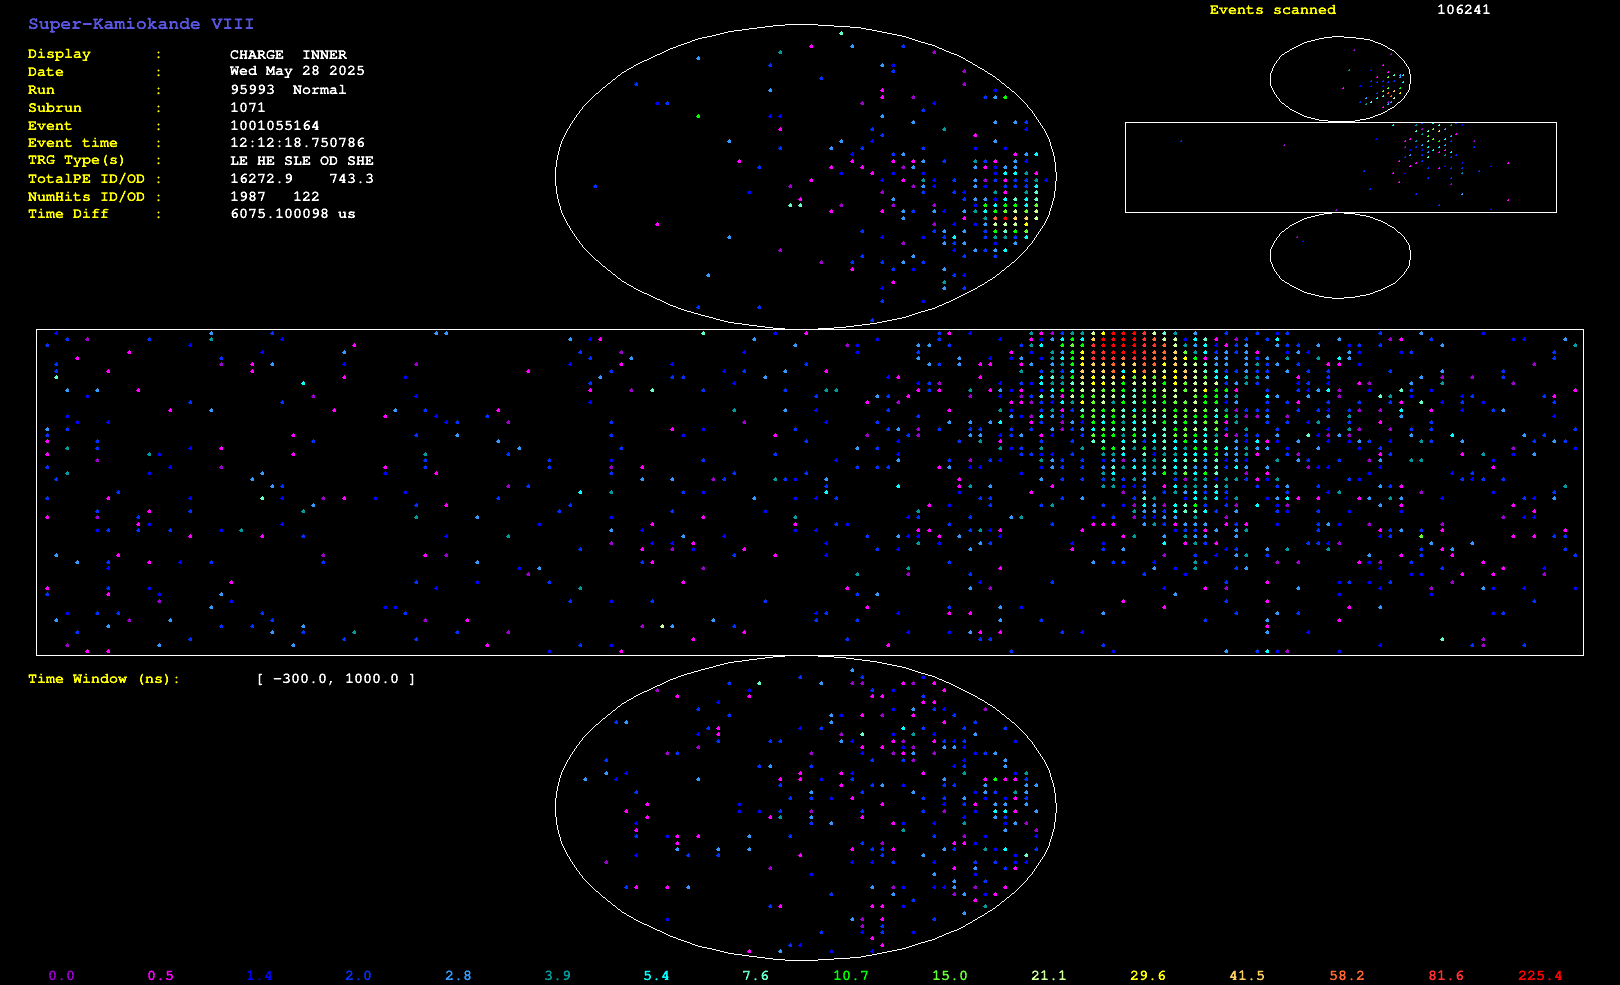 Super-Kamiokande VIII
Events scanned 106241
Display : CHARGE INNER
Date : Wed May 28 2025
Run : 95993 Normal
Subrun : 1071
Event : 1001055164
Event time : 12:12:18.750786
TRG Type(s) : LE HE SLE OD SHE
TotalPE ID/OD : 16272.9 743.3
NumHits ID/OD : 1987 122
Time Diff : 6075.100098 us
Time Window (ns): [ -300.0, 1000.0 ]
0.0 0.5 1.4 2.0 2.8 3.9 5.4 7.6 10.7 15.0 21.1 29.6 41.5 58.2 81.6 225.4